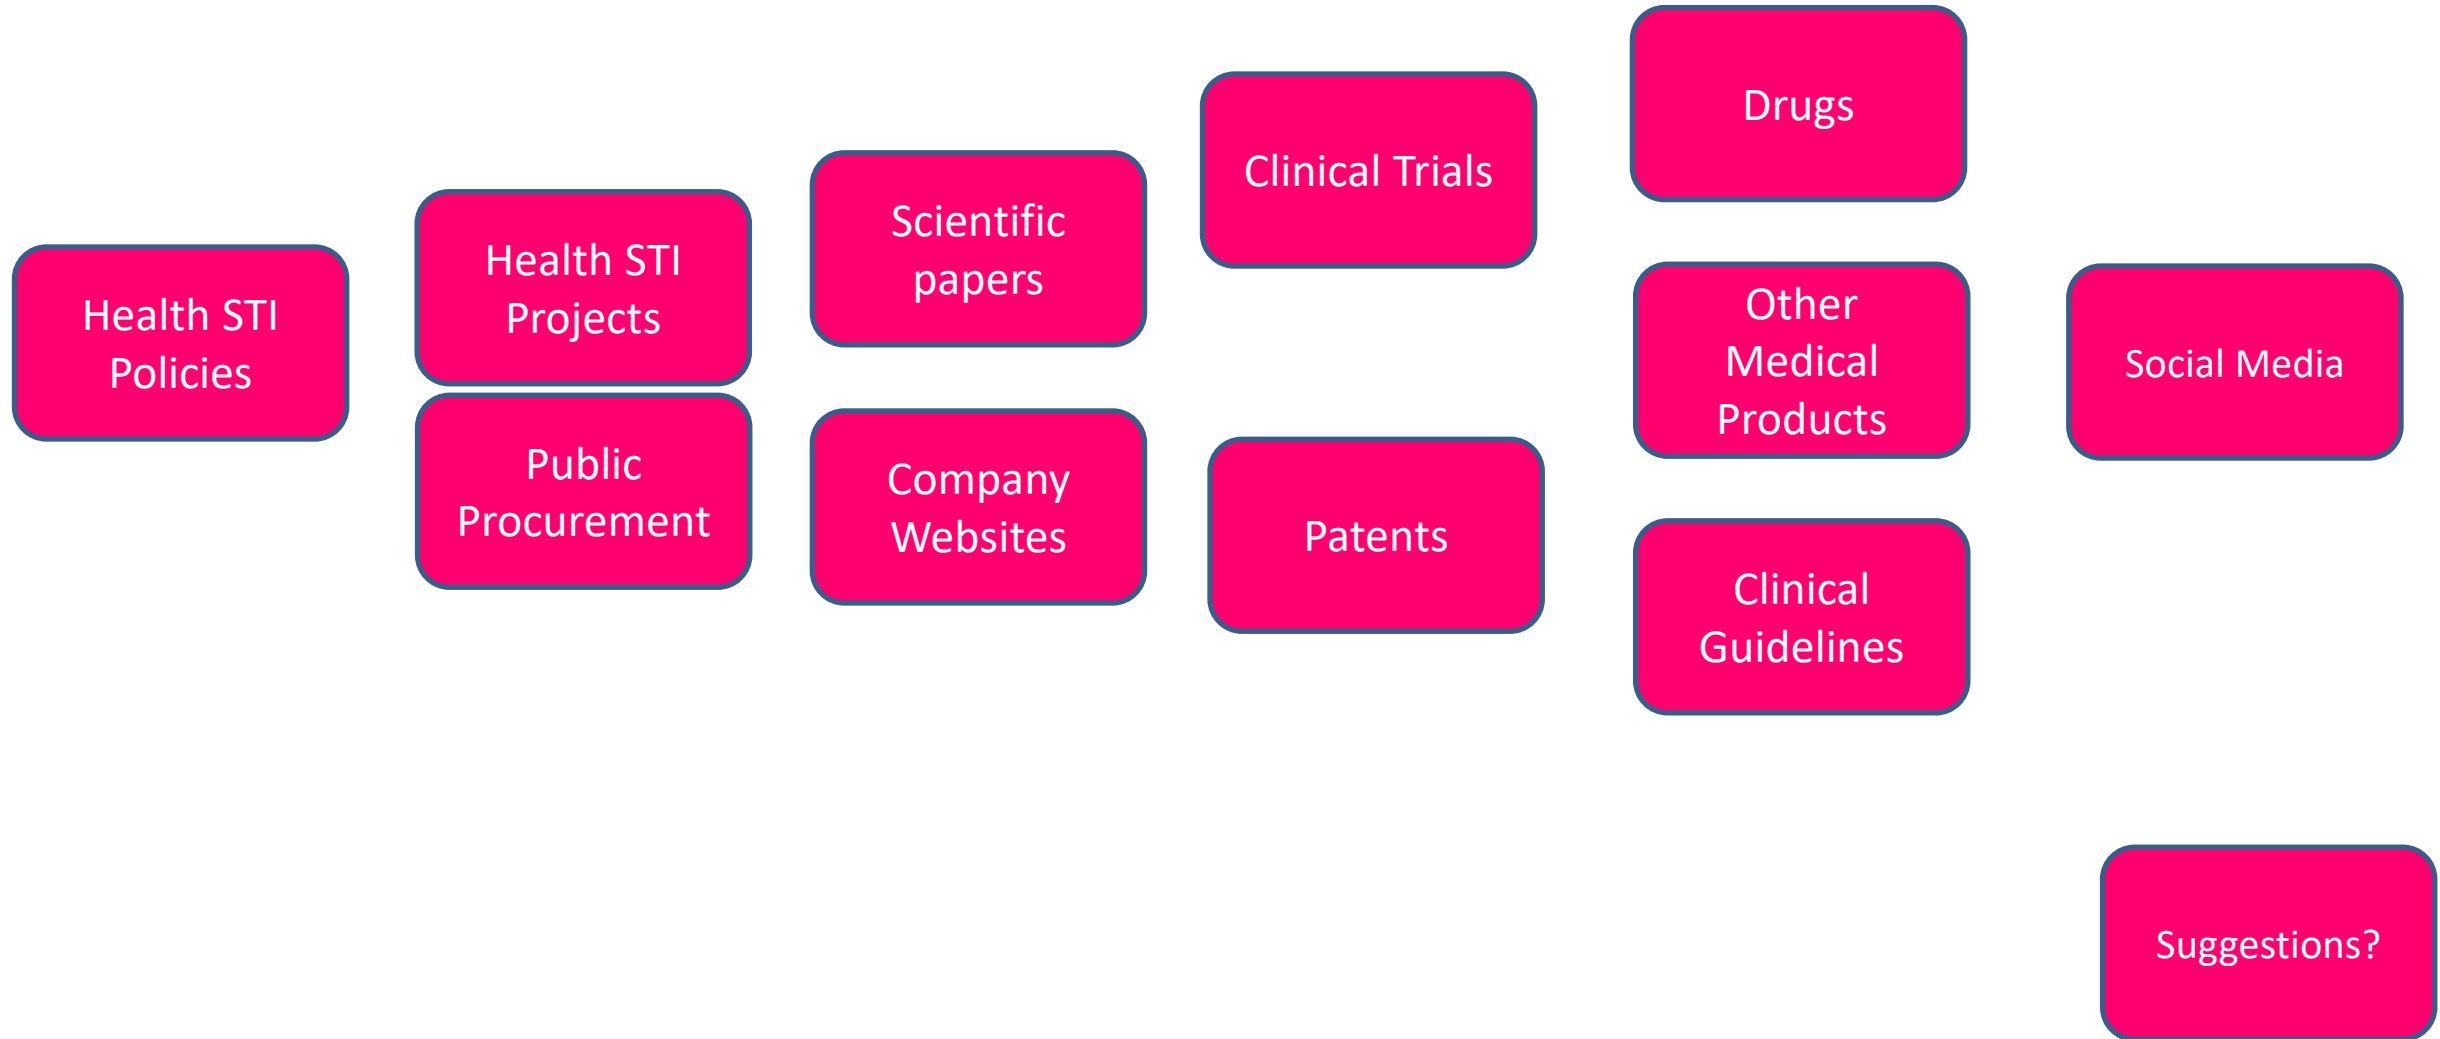 Health STI
Policies
Health STI
Projects
Public
Procurement
Scientific
papers
Company
Websites
Clinical Trials
Patents
Drugs
Other
Medical
Products
Clinical
Guidelines
Social Media
Suggestions?